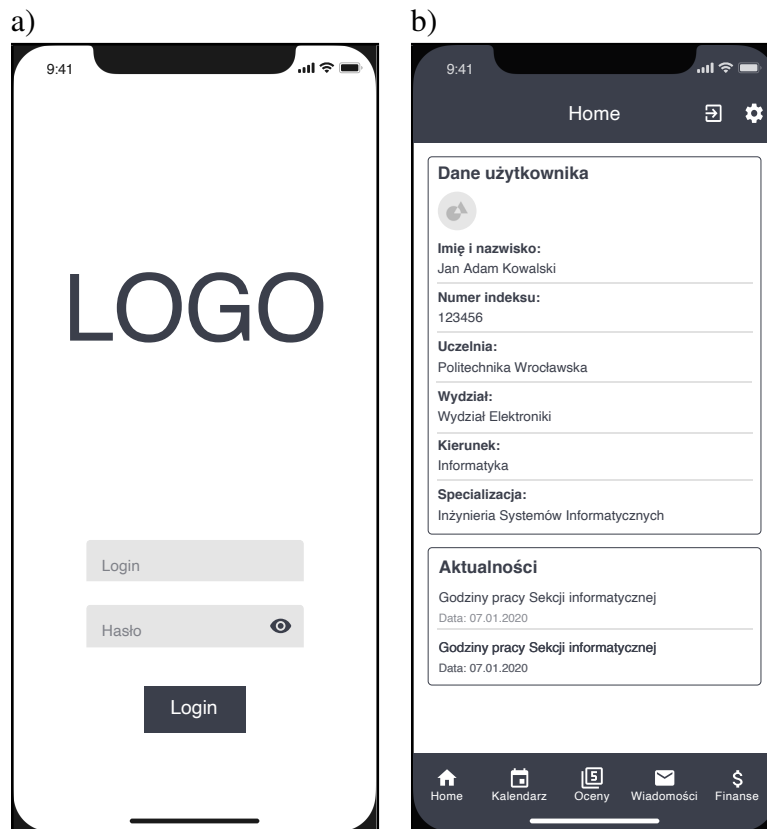 a)
9:41
LOGO
Login
Hasło
Login
b)
9:41
Home
Dane użytkownika
Imię i nazwisko:
Jan Adam Kowalski
Numer indeksu:
123456
Uczelnia:
Politechnika Wrocławska
Wydział:
Wydział Elektroniki
Kierunek:
Informatyka
Specjalizacja:
Inżynieria Systemów Informatycznych
Aktualności
Godziny pracy Sekcji informatycznej
Data: 07.01.2020
Godziny pracy Sekcji informatycznej
Data: 07.01.2020
5
Home Kalendarz Oceny Wiadomości Finanse